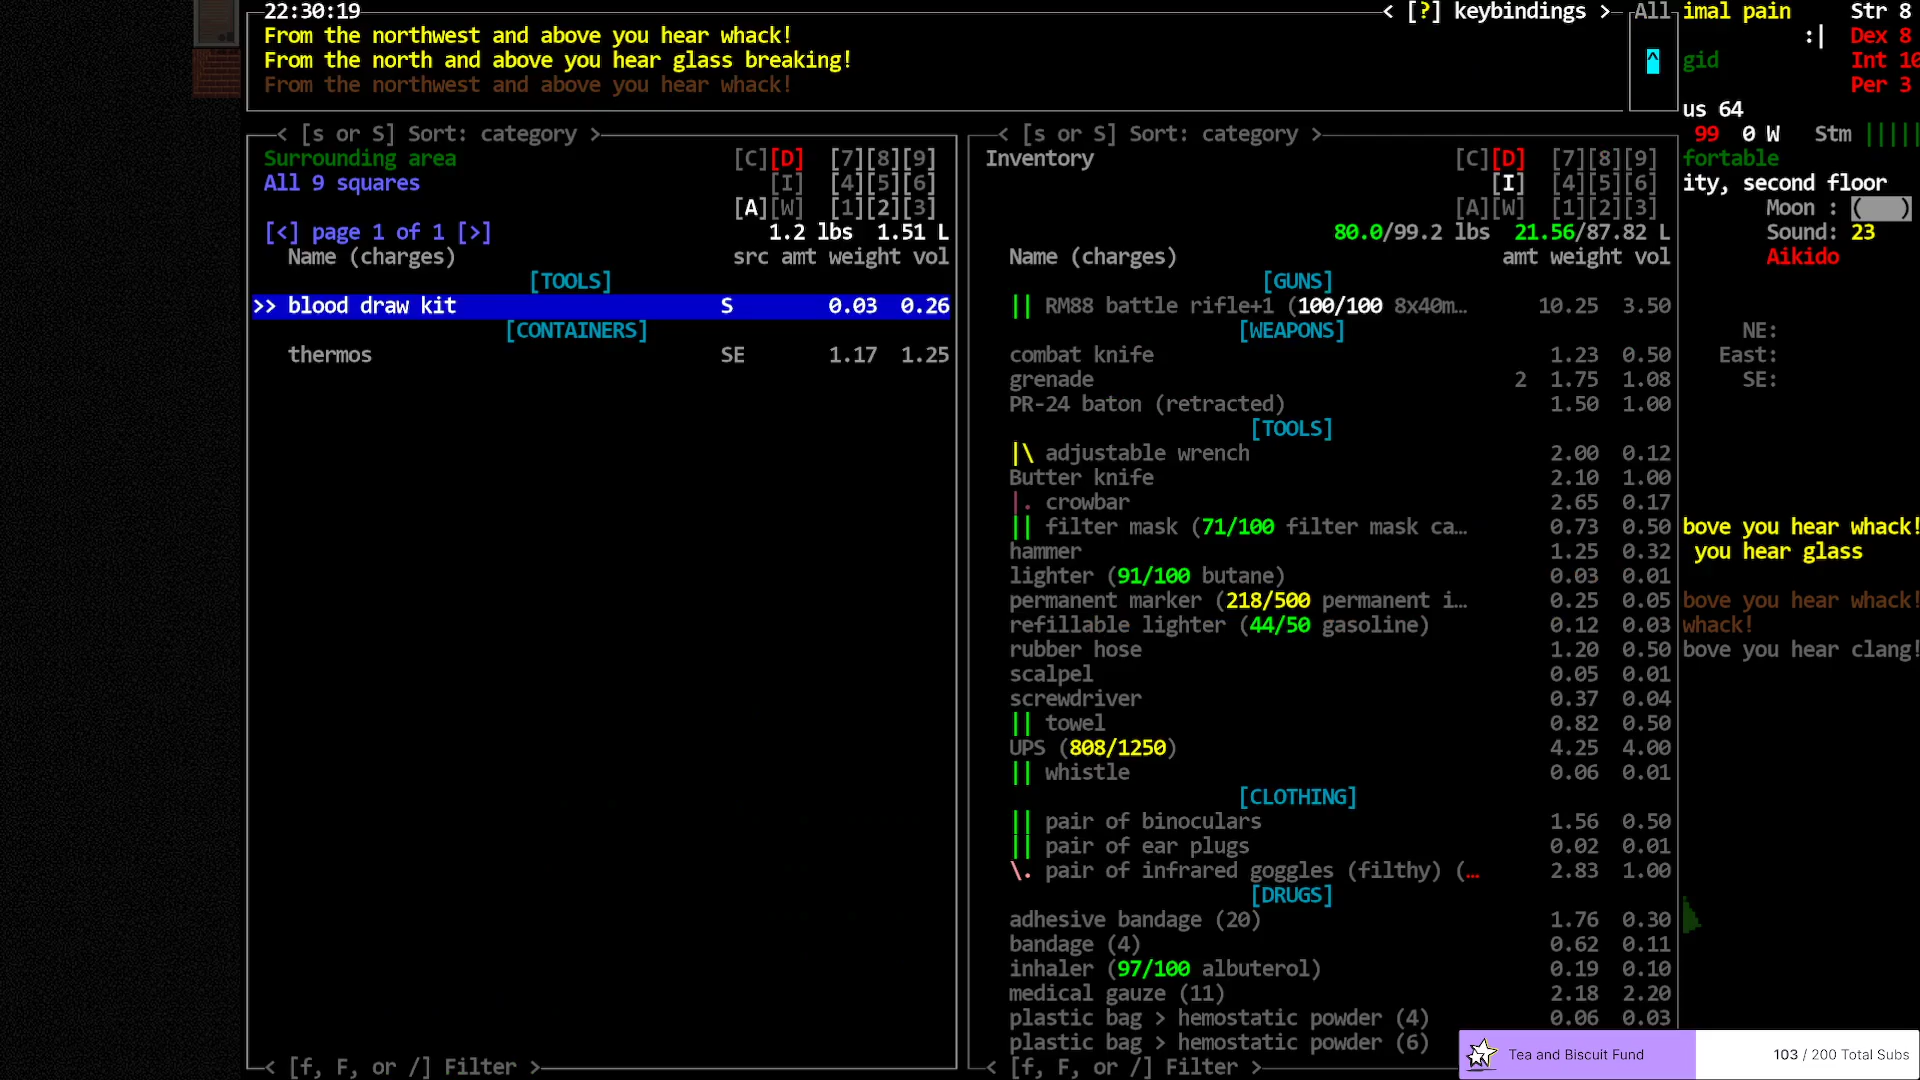 22:30:19 < [?] keybindings > All imal pain Str 8
From the northwest and above you hear whack! :| Dex 8
From the north and above you hear glass breaking! ^ gid Int 10
From the northwest and above you hear whack! Per 3
us 64
< [s or S] Sort: category > < [s or S] Sort: category > 99 0 W Stm |||||
Surrounding area [C][D] [7][8][9] Inventory [C][D] [7][8][9] fortable
All 9 squares [I] [4][5][6] [I] [4][5][6] ity, second floor
[A][W] [1][2][3] [A][W] [1][2][3] Moon : ( )
[<] page 1 of 1 [>] 1.2 lbs 1.51 L 80.0/99.2 lbs 21.56/87.82 L Sound: 23
Name (charges) src amt weight vol Name (charges) amt weight vol Aikido
[TOOLS] [GUNS]
>> blood draw kit S 0.03 0.26 || RM88 battle rifle+1 (100/100 8x40m… 10.25 3.50
[CONTAINERS] [WEAPONS] NE:
thermos SE 1.17 1.25 combat knife 1.23 0.50 East:
grenade 2 1.75 1.08 SE:
PR-24 baton (retracted) 1.50 1.00
[TOOLS]
|\ adjustable wrench 2.00 0.12
Butter knife 2.10 1.00
|. crowbar 2.65 0.17
|| filter mask (71/100 filter mask ca… 0.73 0.50 bove you hear whack!
hammer 1.25 0.32 you hear glass
lighter (91/100 butane) 0.03 0.01
permanent marker (218/500 permanent i… 0.25 0.05 bove you hear whack!
refillable lighter (44/50 gasoline) 0.12 0.03 whack!
rubber hose 1.20 0.50 bove you hear clang!
scalpel 0.05 0.01
screwdriver 0.37 0.04
|| towel 0.82 0.50
UPS (808/1250) 4.25 4.00
|| whistle 0.06 0.01
[CLOTHING]
|| pair of binoculars 1.56 0.50
|| pair of ear plugs 0.02 0.01
\. pair of infrared goggles (filthy) (… 2.83 1.00
[DRUGS]
adhesive bandage (20) 1.76 0.30
bandage (4) 0.62 0.11
inhaler (97/100 albuterol) 0.19 0.10
medical gauze (11) 2.18 2.20
plastic bag > hemostatic powder (4) 0.06 0.03
plastic bag > hemostatic powder (6)
< [f, F, or /] Filter > < [f, F, or /] Filter >
Tea and Biscuit Fund 103 / 200 Total Subs